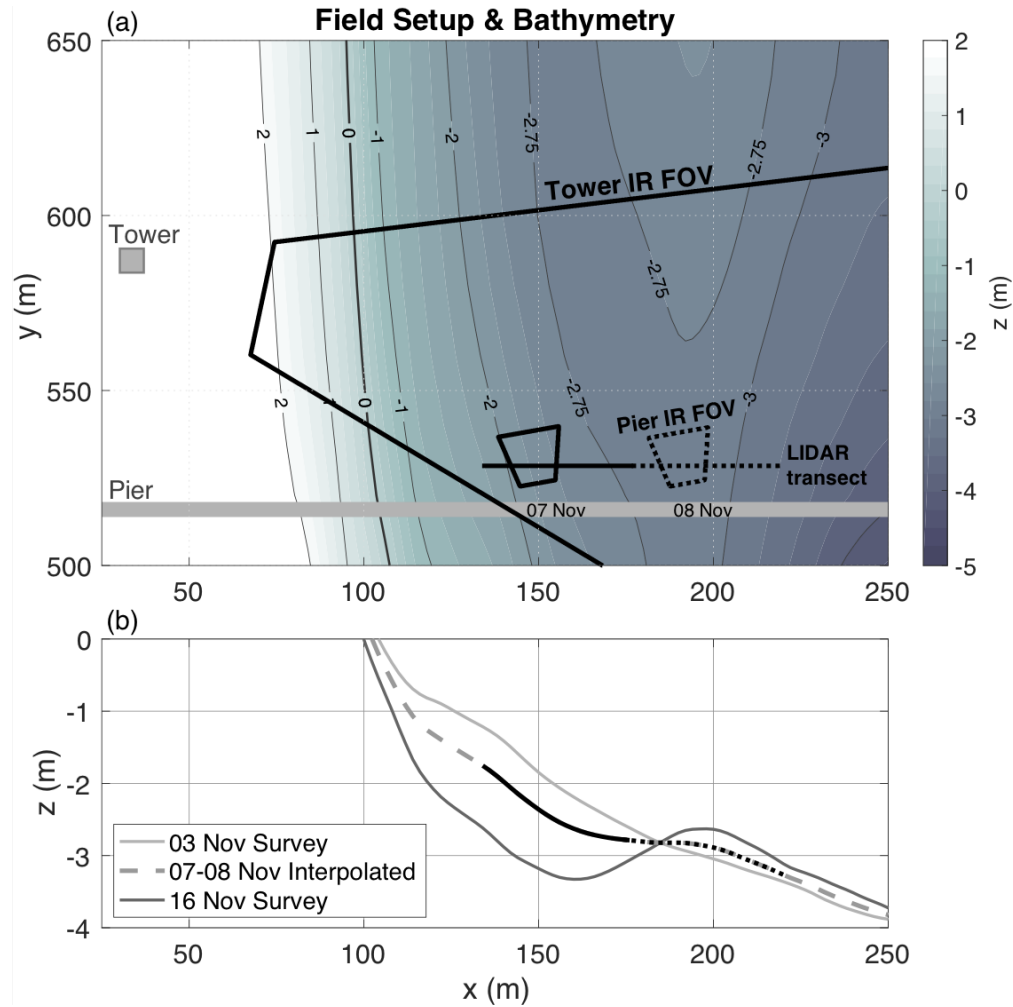 (a)
Field Setup & Bathymetry
650
600
550
500
y (m)
50
100
150
200
250
2
1
0
-1
-2
-3
-4
-5
z (m)
2
1
0
-1
-2
-2.75
-2.75
-3
Tower IR FOV
Tower
-2.75
2
0
-1
-2
-2.75
-3
Pier IR FOV
LIDAR
transect
Pier
07 Nov
08 Nov
(b)
0
-1
-2
-3
-4
z (m)
03 Nov Survey
07-08 Nov Interpolated
16 Nov Survey
50
100
150
200
250
x (m)